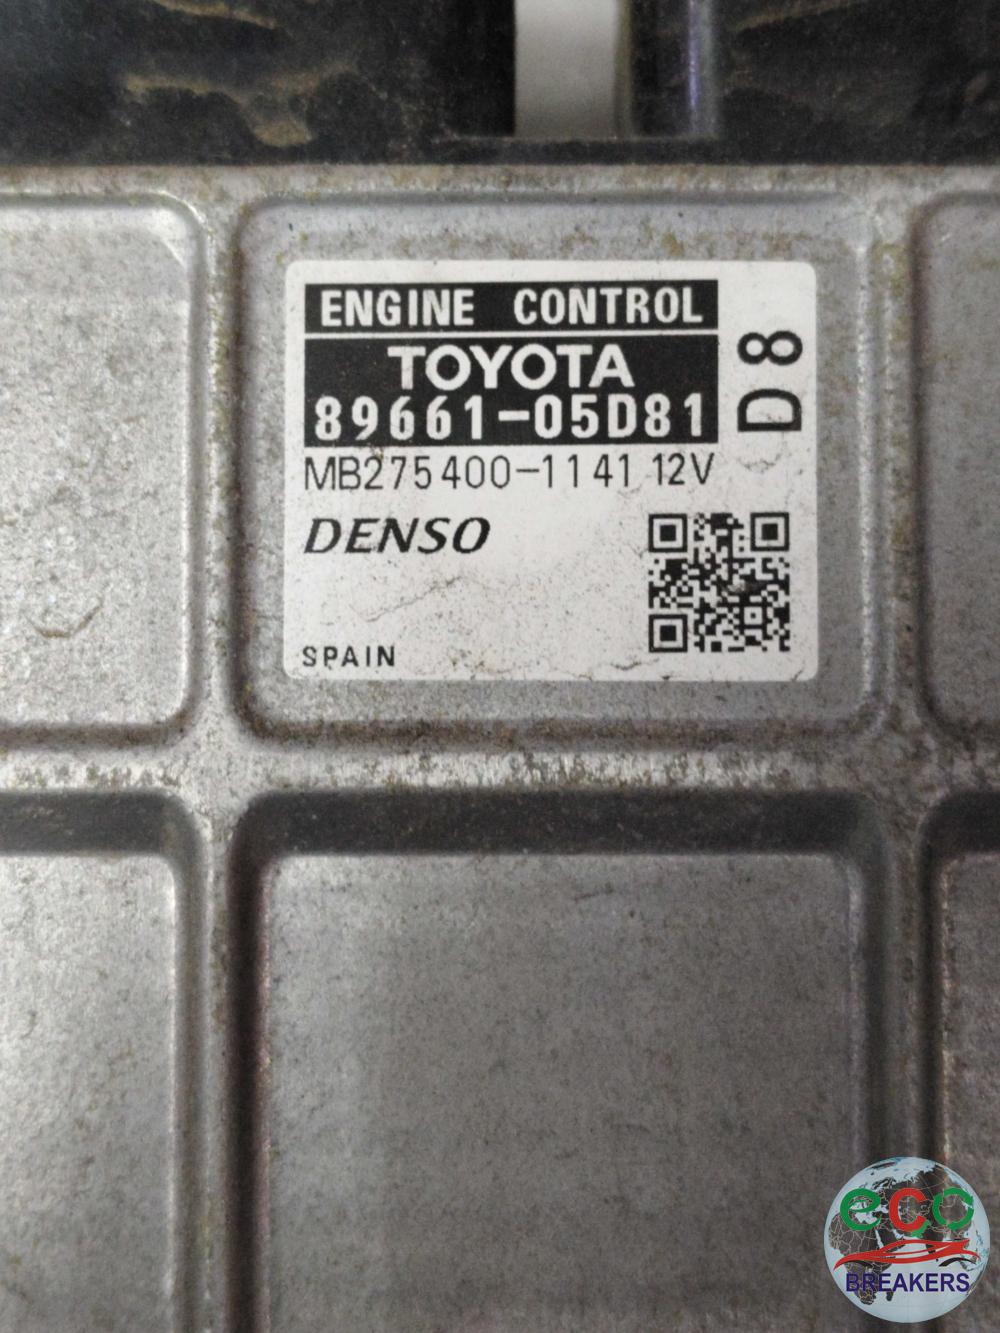 ENGINE CONTROL
TOYOTA
89661-05D81
D8
MB275400-1141 12V
DENSO
SPAIN
eco
BREAKERS